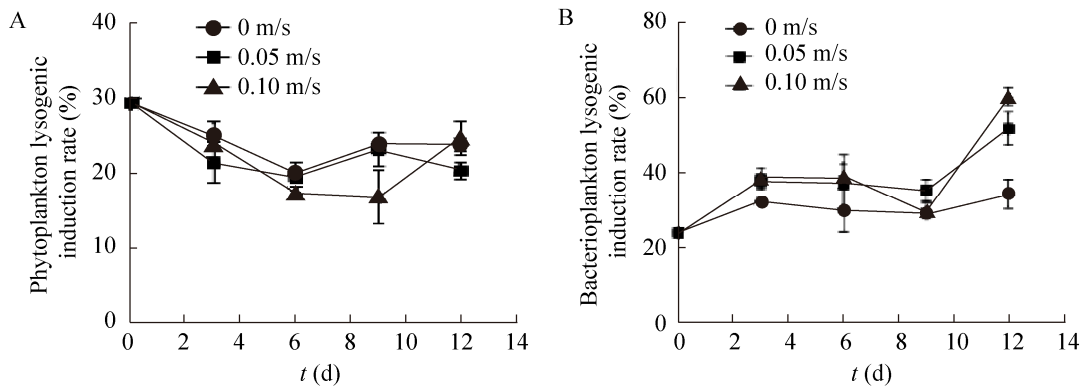 A
0 m/s
0.05 m/s
0.10 m/s
Phytoplankton lysogenic
induction rate (%)
40
30
20
10
0
0 2 4 6 8 10 12 14
t (d)
B
0 m/s
0.05 m/s
0.10 m/s
Bacterioplankton lysogenic
induction rate (%)
80
60
40
20
0
0 2 4 6 8 10 12 14
t (d)